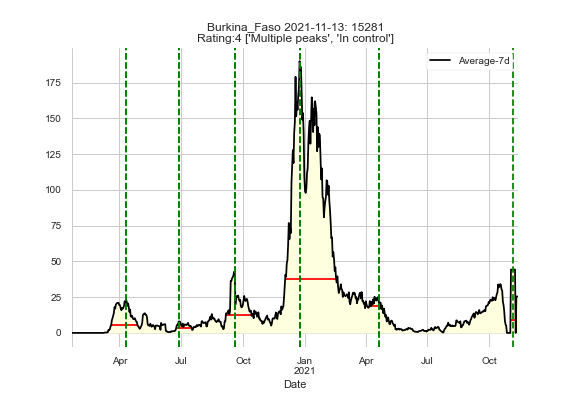 Burkina_Faso 2021-11-13: 15281
Rating:4 ['Multiple peaks', 'In control']
Average-7d
175
150
125
100
75
50
25
0
Apr
Jul
Oct
Jan
2021
Apr
Jul
Oct
Date